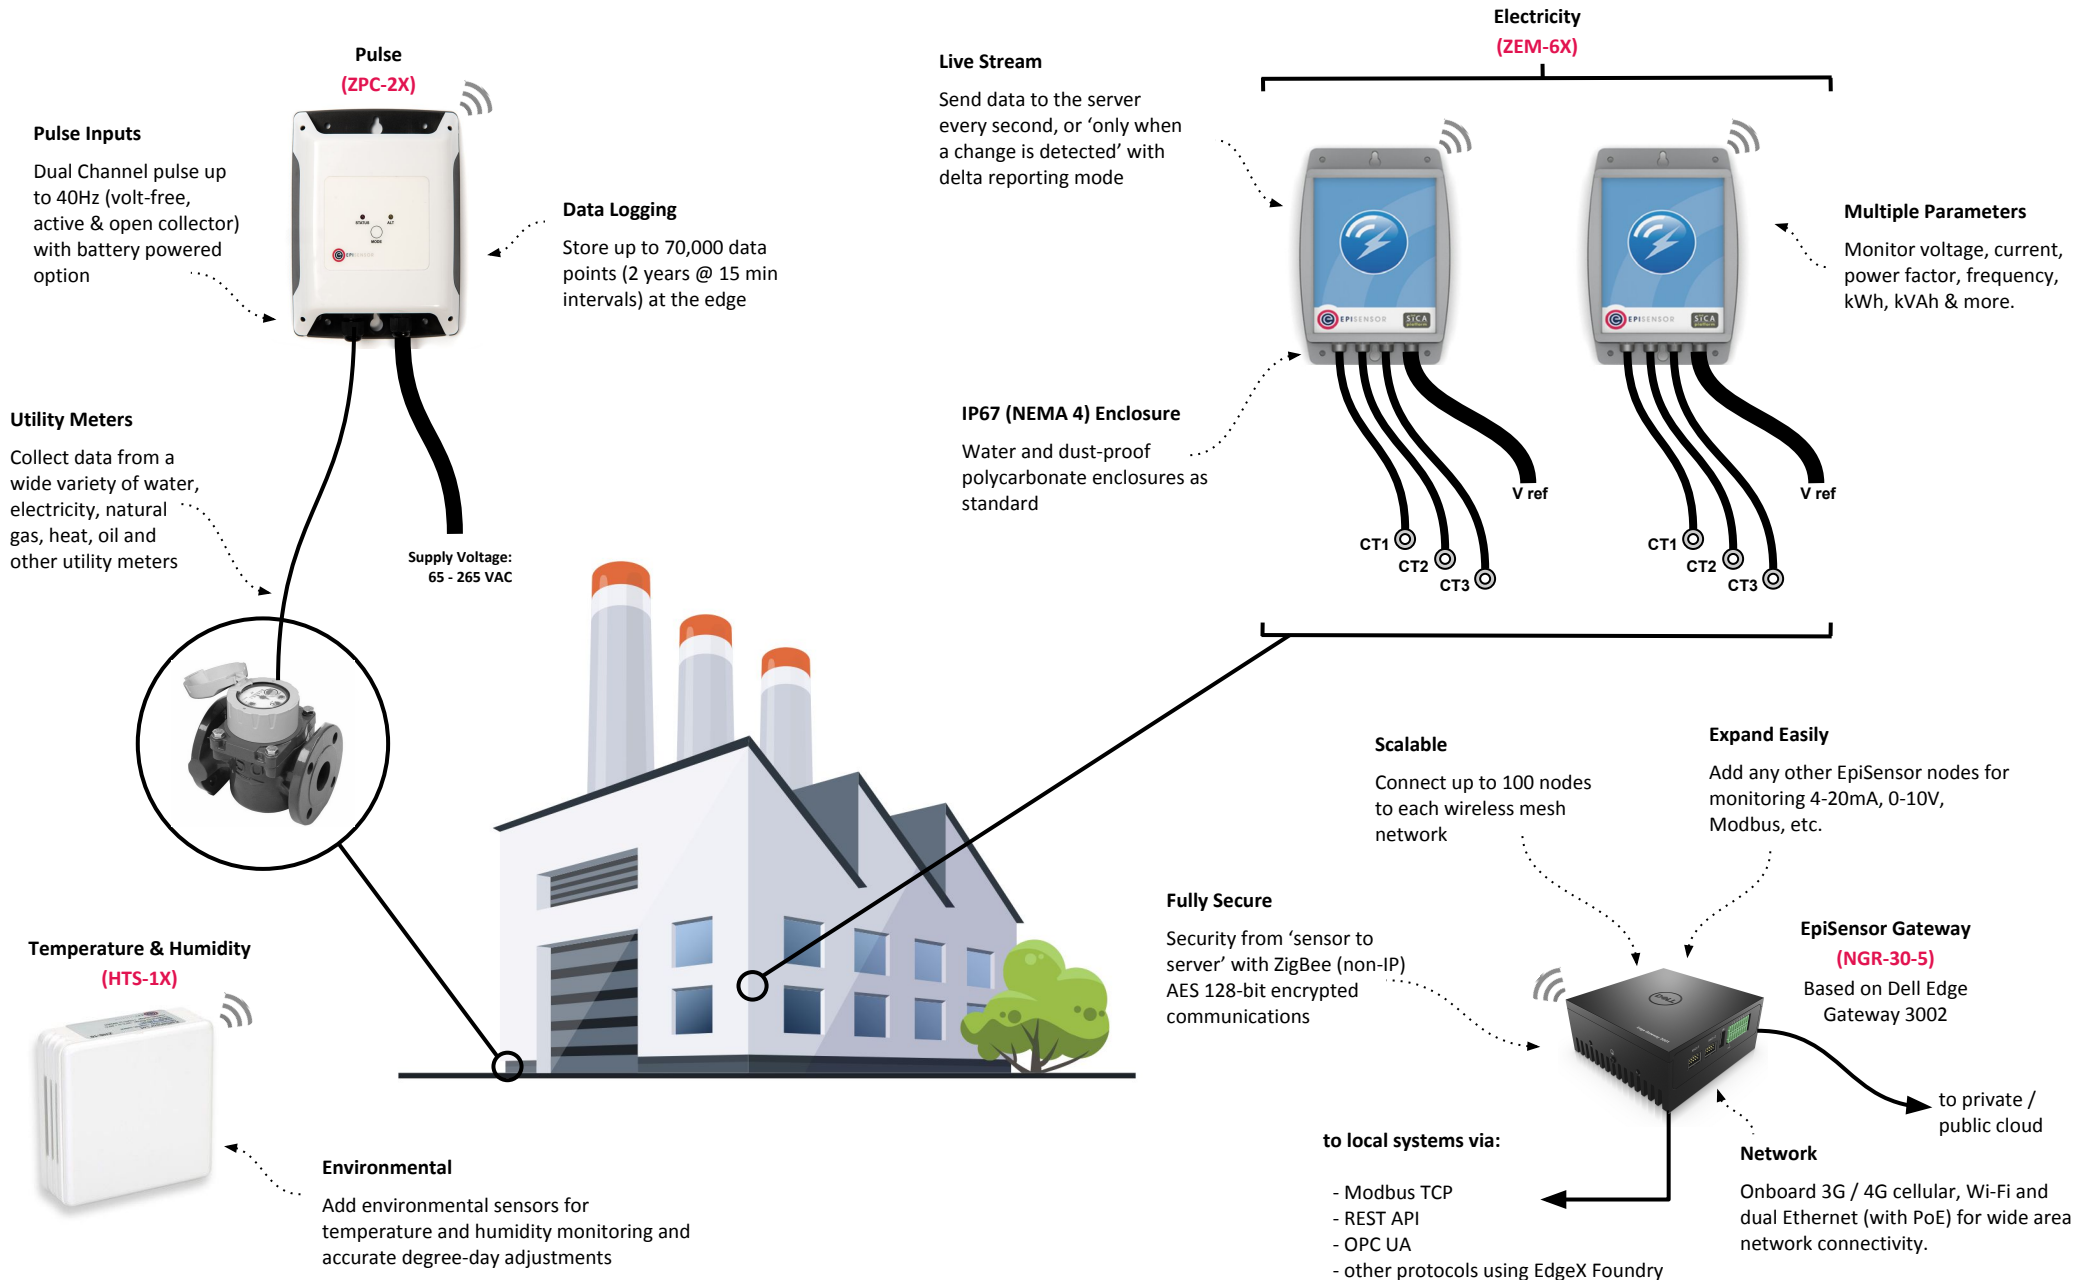 Pulse
(ZPC-2X)
Pulse Inputs
Dual Channel pulse up
to 40Hz (volt-free,
active & open collector)
with battery powered
option
STATUS
ALT
MODE
EPISENSOR
Data Logging
Store up to 70,000 data
points (2 years @ 15 min
intervals) at the edge
Utility Meters
Collect data from a
wide variety of water,
electricity, natural
gas, heat, oil and
other utility meters
Supply Voltage:
65 - 265 VAC
Electricity
(ZEM-6X)
Live Stream
Send data to the server
every second, or ‘only when
a change is detected’ with
delta reporting mode
Multiple Parameters
Monitor voltage, current,
power factor, frequency,
kWh, kVAh & more.
EPISENSOR
SiCA
EPISENSOR
SiCA
IP67 (NEMA 4) Enclosure
Water and dust-proof
polycarbonate enclosures as
standard
V ref
CT1
CT2
CT3
V ref
CT1
CT2
CT3
Temperature & Humidity
(HTS-1X)
Environmental
Add environmental sensors for
temperature and humidity monitoring and
accurate degree-day adjustments
Scalable
Connect up to 100 nodes
to each wireless mesh
network
Expand Easily
Add any other EpiSensor nodes for
monitoring 4-20mA, 0-10V,
Modbus, etc.
Fully Secure
Security from ‘sensor to
server’ with ZigBee (non-IP)
AES 128-bit encrypted
communications
EpiSensor Gateway
(NGR-30-5)
Based on Dell Edge
Gateway 3002
DELL
to private /
public cloud
to local systems via:
- Modbus TCP
- REST API
- OPC UA
- other protocols using EdgeX Foundry
Network
Onboard 3G / 4G cellular, Wi-Fi and
dual Ethernet (with PoE) for wide area
network connectivity.